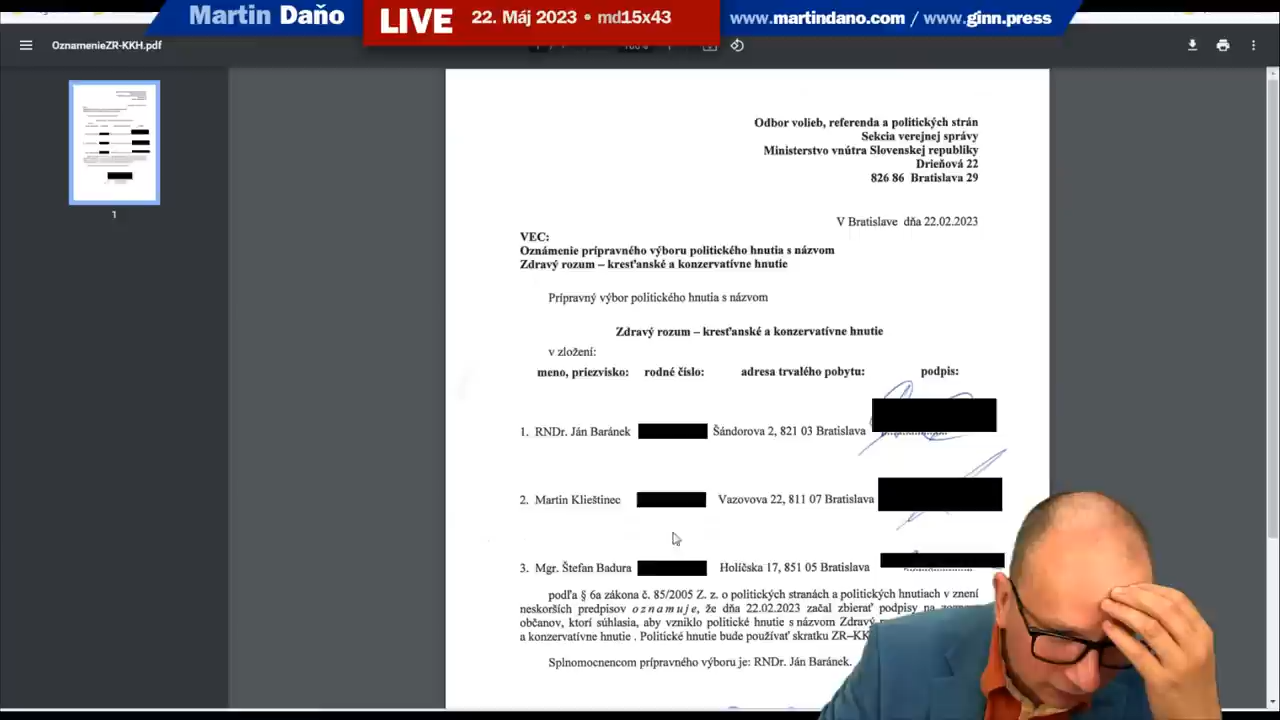 Martin Daňo
LIVE
22. Máj 2023 • md15x43
www.martindano.com / www.ginn.press
OznamenieZR-KKH.pdf
1
Odbor volieb, referenda a politických strán
Sekcia verejnej správy
Ministerstvo vnútra Slovenskej republiky
Drieňová 22
826 86 Bratislava 29
V Bratislave dňa 22.02.2023
VEC:
Oznámenie prípravného výboru politického hnutia s názvom
Zdravý rozum – kresťanské a konzervatívne hnutie
Prípravný výbor politického hnutia s názvom
Zdravý rozum – kresťanské a konzervatívne hnutie
v zložení:
meno, priezvisko: rodné číslo: adresa trvalého pobytu: podpis:
1. RNDr. Ján Baránek Šándorova 2, 821 03 Bratislava
2. Martin Klieštinec Vazovova 22, 811 07 Bratislava
3. Mgr. Štefan Badura Holíčska 17, 851 05 Bratislava
podľa § 6a zákona č. 85/2005 Z. z. o politických stranách a politických hnutiach v znení
neskorších predpisov oznamuje, že dňa 22.02.2023 začal zbierať podpisy na
občanov, ktorí súhlasia, aby vzniklo politické hnutie s názvom Zdravý
a konzervatívne hnutie . Politické hnutie bude používať skratku ZR–KK
Splnomocnencom prípravného výboru je: RNDr. Ján Baránek.